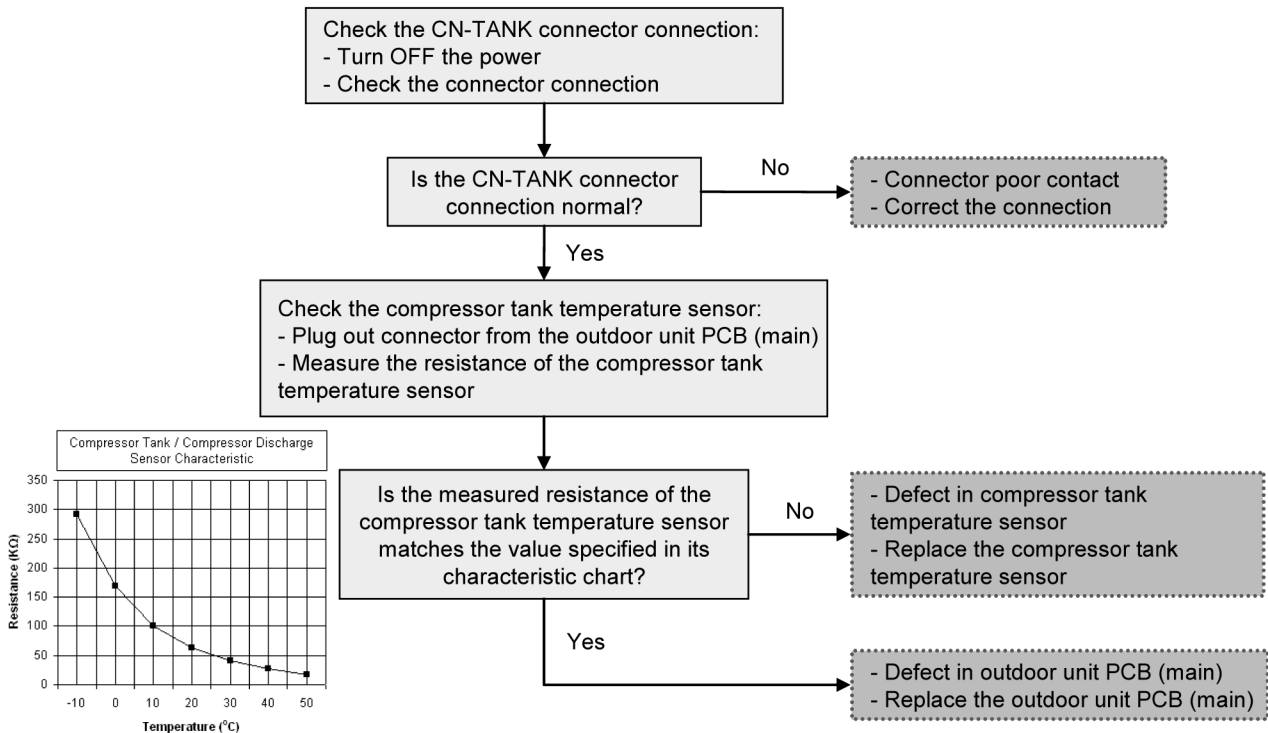 Check the CN-TANK connector connection:
- Turn OFF the power
- Check the connector connection
Is the CN-TANK connector
connection normal?
No
- Connector poor contact
- Correct the connection
Yes
Check the compressor tank temperature sensor:
- Plug out connector from the outdoor unit PCB (main)
- Measure the resistance of the compressor tank
temperature sensor
Compressor Tank / Compressor Discharge
Sensor Characteristic
Resistance (KΩ)
350
300
250
200
150
100
50
0
-10 0 10 20 30 40 50
Temperature (°C)
Is the measured resistance of the
compressor tank temperature sensor
matches the value specified in its
characteristic chart?
No
- Defect in compressor tank
temperature sensor
- Replace the compressor tank
temperature sensor
Yes
- Defect in outdoor unit PCB (main)
- Replace the outdoor unit PCB (main)